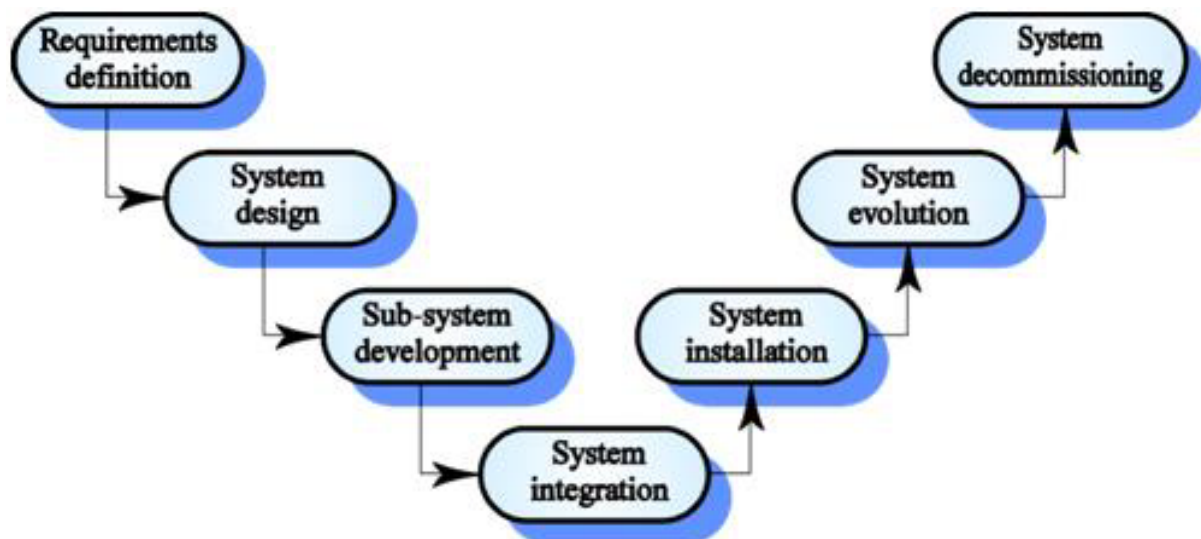 Requirements
definition
System
design
Sub-system
development
System
integration
System
installation
System
evolution
System
decommissioning